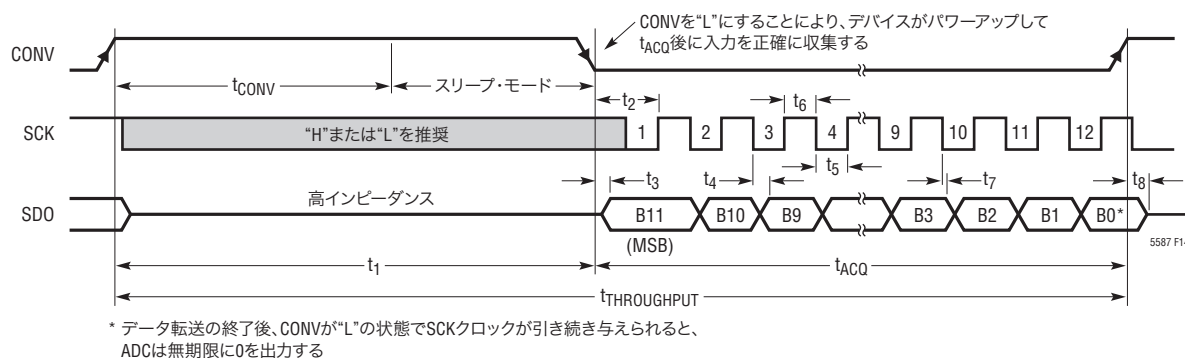 CONVを“L”にすることにより、デバイスがパワーアップして
tACQ後に入力を正確に収集する
CONV
tCONV
スリープ・モード
t2
t6
SCK
“H”または“L”を推奨
1
2
3
4
9
10
11
12
t3
t4
t5
t7
t8
高インピーダンス
SDO
B11
B10
B9
B3
B2
B1
B0*
(MSB)
t1
tACQ
tTHROUGHPUT
* データ転送の終了後、CONVが“L”の状態でSCKクロックが引き続き与えられると、
ADCは無期限に0を出力する